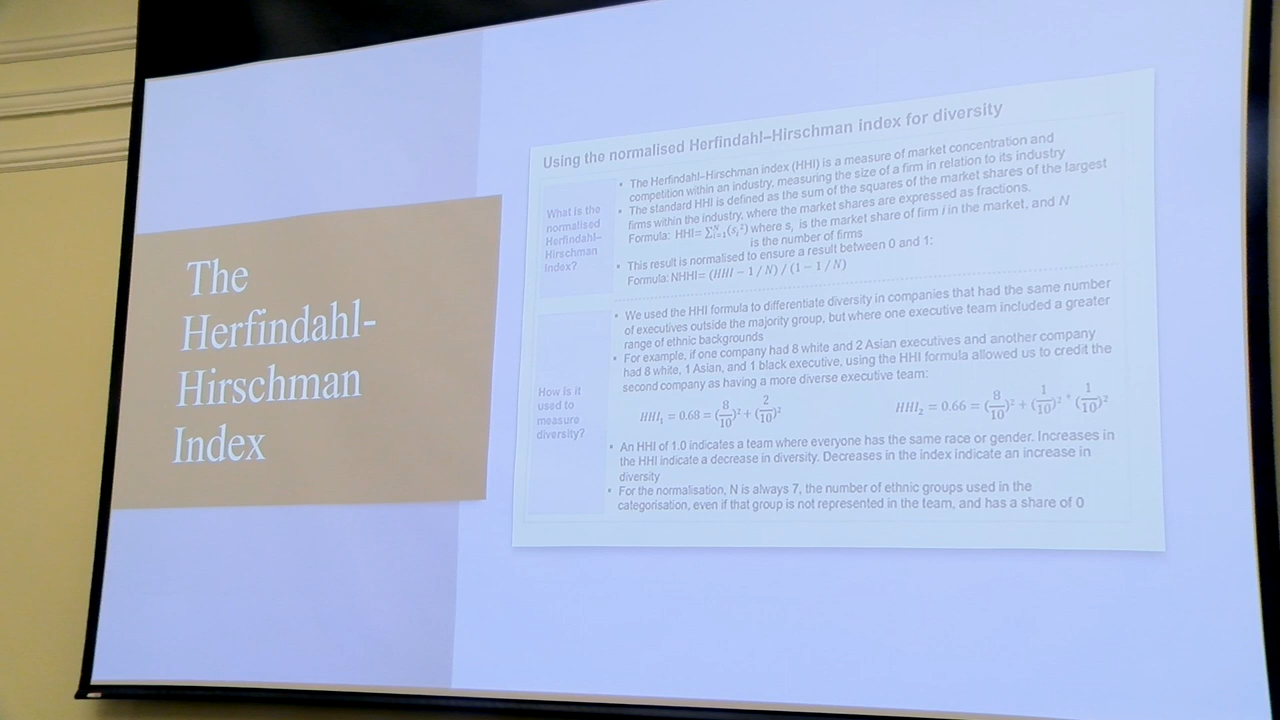 The
Herfindahl-
Hirschman
Index
Using the normalised Herfindahl–Hirschman index for diversity
What is the
normalised
Herfindahl–
Hirschman
index?
• The Herfindahl–Hirschman index (HHI) is a measure of market concentration and
competition within an industry, measuring the size of a firm in relation to its industry
• The standard HHI is defined as the sum of the squares of the market shares of the largest
firms within the industry, where the market shares are expressed as fractions.
Formula: HHI= ∑ᴺᵢ₌₁(sᵢ²) where sᵢ is the market share of firm i in the market, and N
is the number of firms
• This result is normalised to ensure a result between 0 and 1:
Formula: NHHI= (HHI − 1 / N) / (1 − 1 / N)
How is it
used to
measure
diversity?
• We used the HHI formula to differentiate diversity in companies that had the same number
of executives outside the majority group, but where one executive team included a greater
range of ethnic backgrounds
• For example, if one company had 8 white and 2 Asian executives and another company
had 8 white, 1 Asian, and 1 black executive, using the HHI formula allowed us to credit the
second company as having a more diverse executive team:
HHI₁ = 0.68 = (8/10)² + (2/10)² HHI₂ = 0.66 = (8/10)² + (1/10)² * (1/10)²
• An HHI of 1.0 indicates a team where everyone has the same race or gender. Increases in
the HHI indicate a decrease in diversity. Decreases in the index indicate an increase in
diversity
• For the normalisation, N is always 7, the number of ethnic groups used in the
categorisation, even if that group is not represented in the team, and has a share of 0